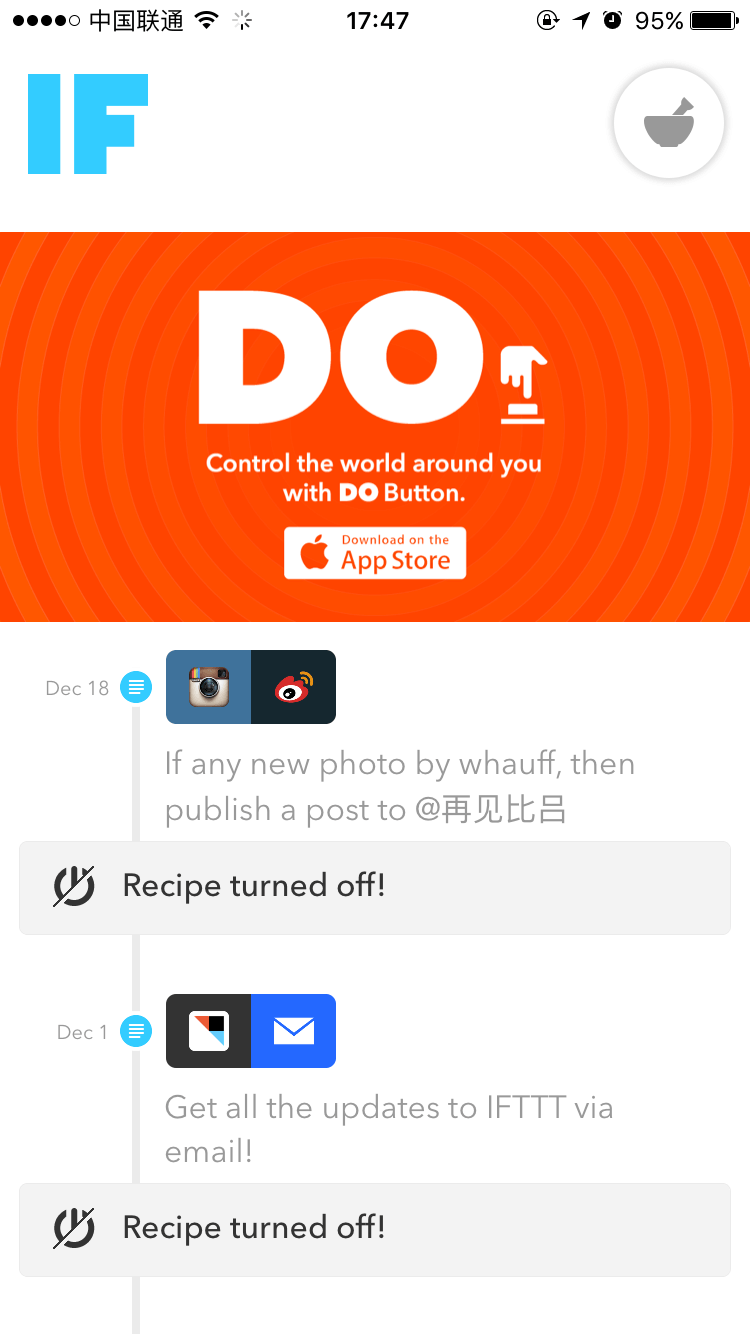 中国联通 17:47 95%
IF
DO
Control the world around you
with DO Button.
Download on the
App Store
Dec 18
If any new photo by whauff, then
publish a post to @再见比吕
Recipe turned off!
Dec 1
Get all the updates to IFTTT via
email!
Recipe turned off!